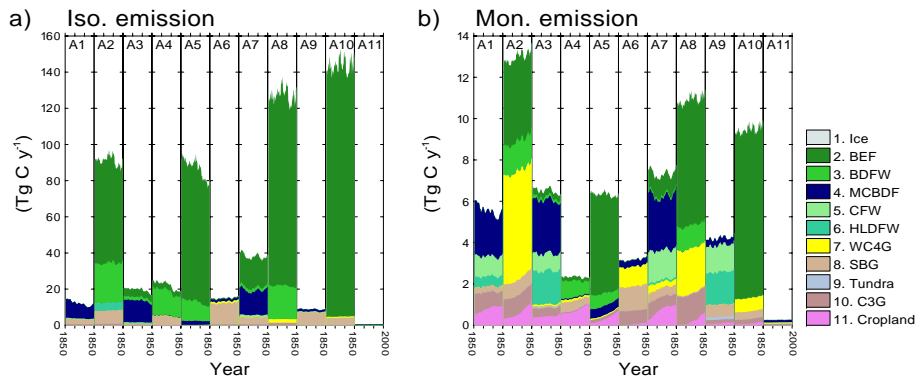 a) Iso. emission
160
140
120
100
80
60
40
20
0
(Tg C y⁻¹)
A1 A2 A3 A4 A5 A6 A7 A8 A9 A10 A11
1850 1850 1850 1850 1850 1850 1850 1850 1850 1850 1850 2000
Year
b) Mon. emission
14
12
10
8
6
4
2
0
(Tg C y⁻¹)
A1 A2 A3 A4 A5 A6 A7 A8 A9 A10 A11
1850 1850 1850 1850 1850 1850 1850 1850 1850 1850 1850 2000
Year
1. Ice
2. BEF
3. BDFW
4. MCBDF
5. CFW
6. HLDFW
7. WC4G
8. SBG
9. Tundra
10. C3G
11. Cropland